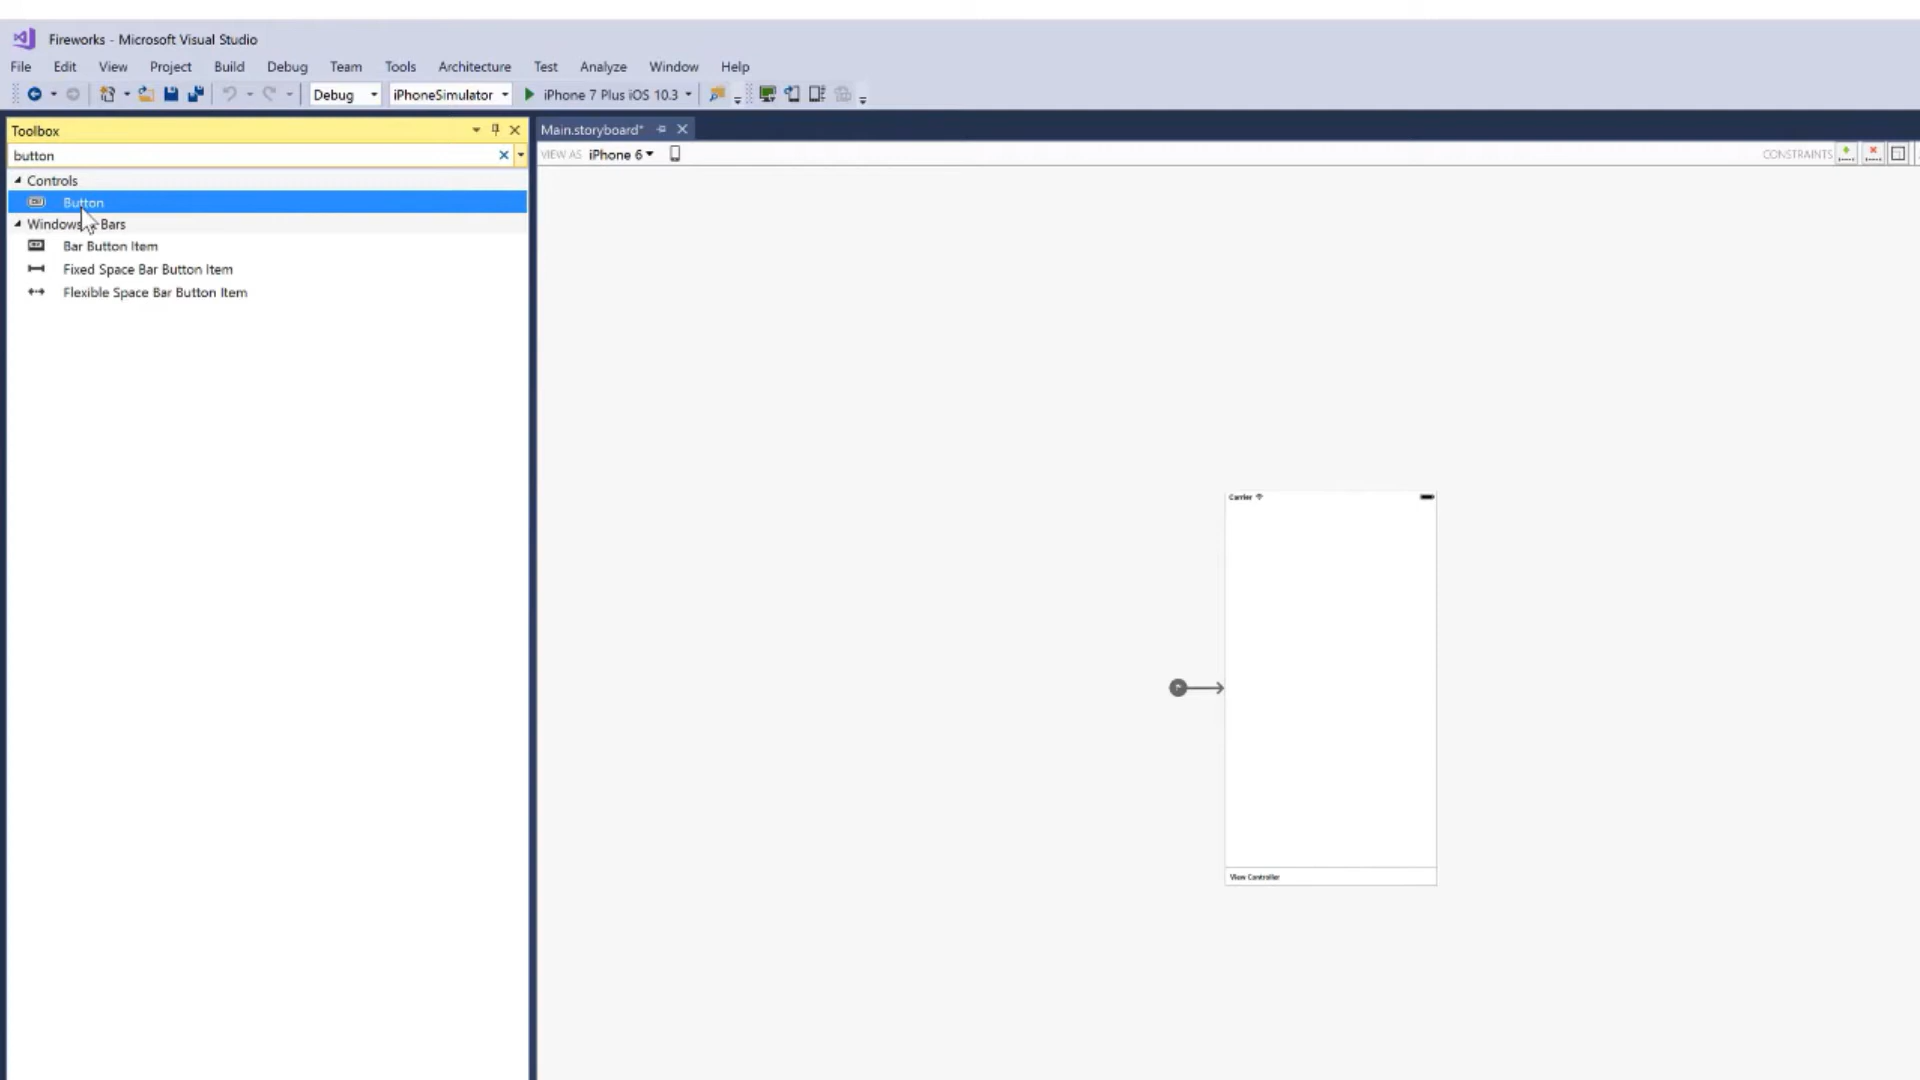 Fireworks - Microsoft Visual Studio
File Edit View Project Build Debug Team Tools Architecture Test Analyze Window Help
Debug iPhoneSimulator iPhone 7 Plus iOS 10.3
Toolbox
button
Controls
Button
Windows Bars
Bar Button Item
Fixed Space Bar Button Item
Flexible Space Bar Button Item
Main.storyboard*
VIEW AS iPhone 6
CONSTRAINTS
Carrier
View Controller